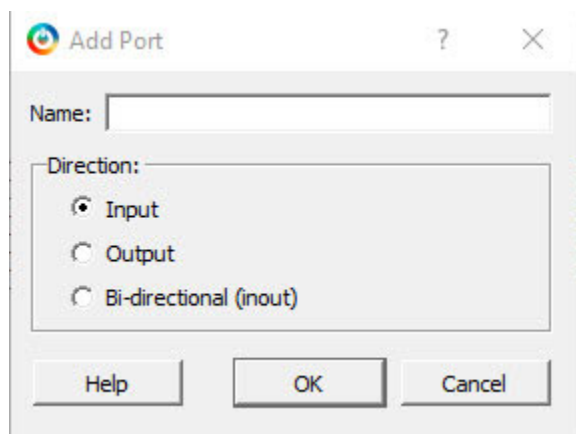 Add Port
?
Name:
Direction:
Input
Output
Bi-directional (inout)
Help
OK
Cancel